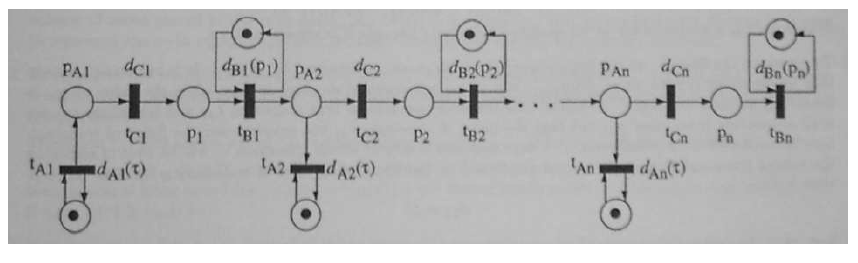 p_A1 d_C1 d_B1(p_1) p_A2 d_C2 d_B2(p_2) p_An d_Cn d_Bn(p_n)
. . .
t_C1 p_1 t_B1 t_C2 p_2 t_B2 t_Cn p_n t_Bn
t_A1 d_A1(τ) t_A2 d_A2(τ) t_An d_An(τ)